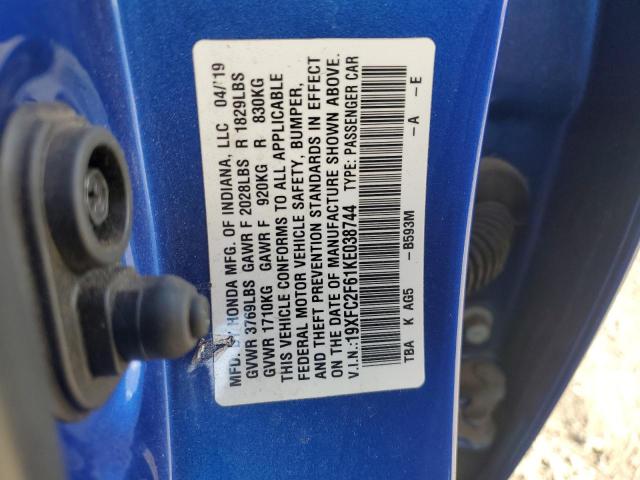 MFD. BY HONDA MFG. OF INDIANA, LLC 04/19
GVWR 3769LBS GAWR F 2028LBS R 1829LBS
GVWR 1710KG GAWR F 920KG R 830KG
THIS VEHICLE CONFORMS TO ALL APPLICABLE
FEDERAL MOTOR VEHICLE SAFETY, BUMPER,
AND THEFT PREVENTION STANDARDS IN EFFECT
ON THE DATE OF MANUFACTURE SHOWN ABOVE.
V.I.N.:19XFC2F61KE038744 TYPE: PASSENGER CAR
TBA K AG5 -B593M -A -E